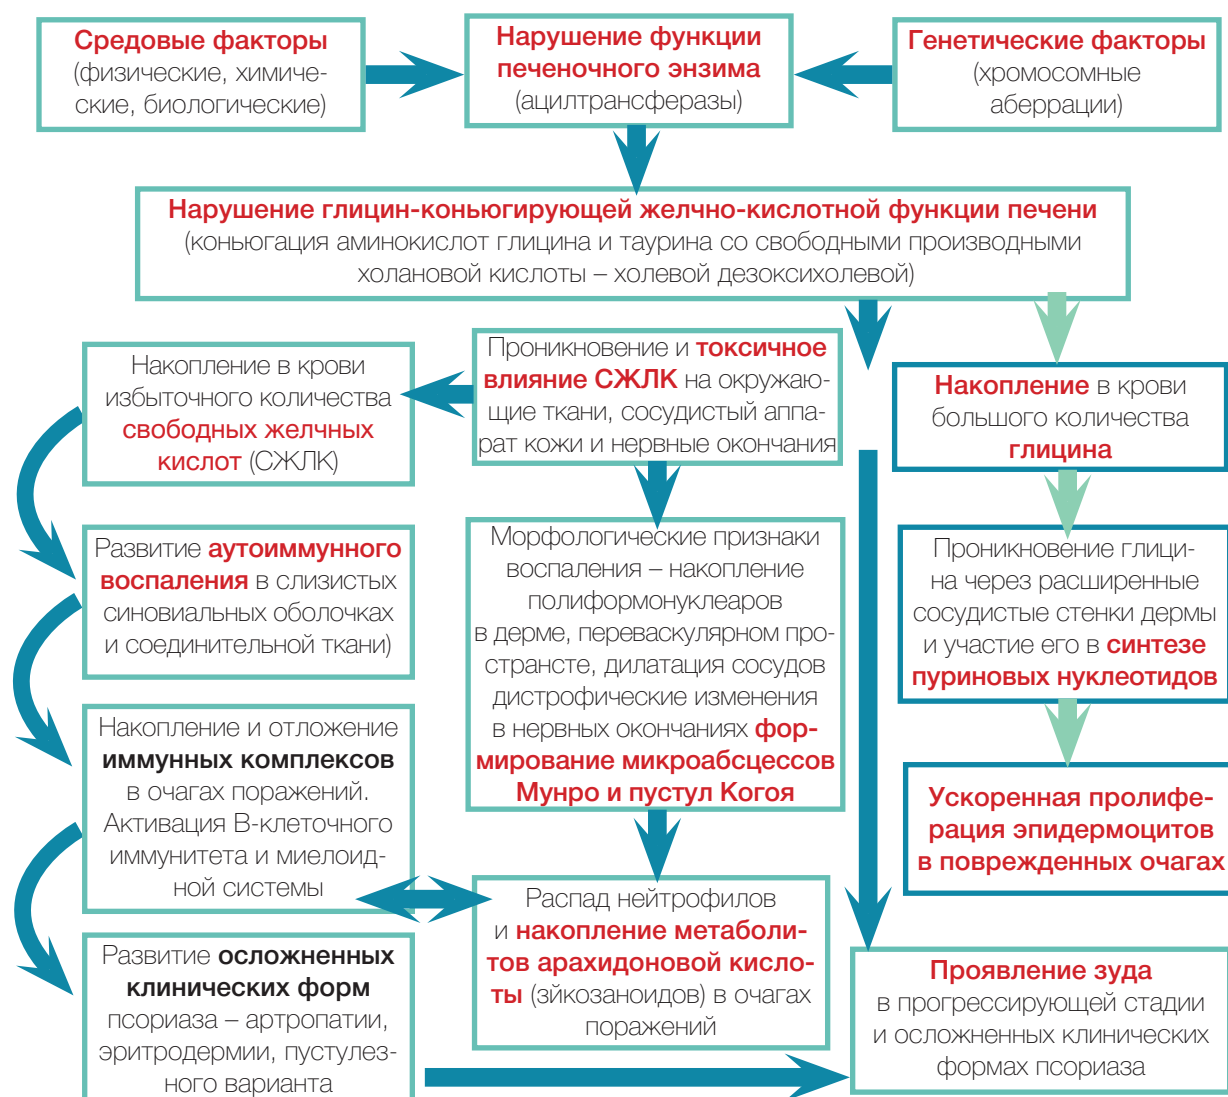 Средовые факторы
(физические, химиче-
ские, биологические)
Нарушение функции
печеночного энзима
(ацилтрансферазы)
Генетические факторы
(хромосомные
аберрации)
Нарушение глицин-коньюгирующей желчно-кислотной функции печени
(коньюгация аминокислот глицина и таурина со свободными производными
холановой кислоты – холевой дезоксихолевой)
Накопление в крови
избыточного количества
свободных желчных
кислот (СЖЛК)
Проникновение и токсичное
влияние СЖЛК на окружаю-
щие ткани, сосудистый аппа-
рат кожи и нервные окончания
Накопление в крови
большого количества
глицина
Развитие аутоиммунного
воспаления в слизистых
синовиальных оболочках
и соединительной ткани)
Морфологические признаки
воспаления – накопление
полиформонуклеаров
в дерме, переваскулярном про-
странсте, дилатация сосудов
дистрофические изменения
в нервных окончаниях фор-
мирование микроабсцессов
Мунро и пустул Когоя
Проникновение глици-
на через расширенные
сосудистые стенки дермы
и участие его в синтезе
пуриновых нуклеотидов
Накопление и отложение
иммунных комплексов
в очагах поражений.
Активация В-клеточного
иммунитета и миелоид-
ной системы
Ускоренная пролифе-
рация эпидермоцитов
в поврежденных очагах
Распад нейтрофилов
и накопление метаболи-
тов арахидоновой кисло-
ты (зйкозаноидов) в очагах
поражений
Развитие осложненных
клинических форм
псориаза – артропатии,
эритродермии, пустулез-
ного варианта
Проявление зуда
в прогрессирующей стадии
и осложненных клинических
формах псориаза